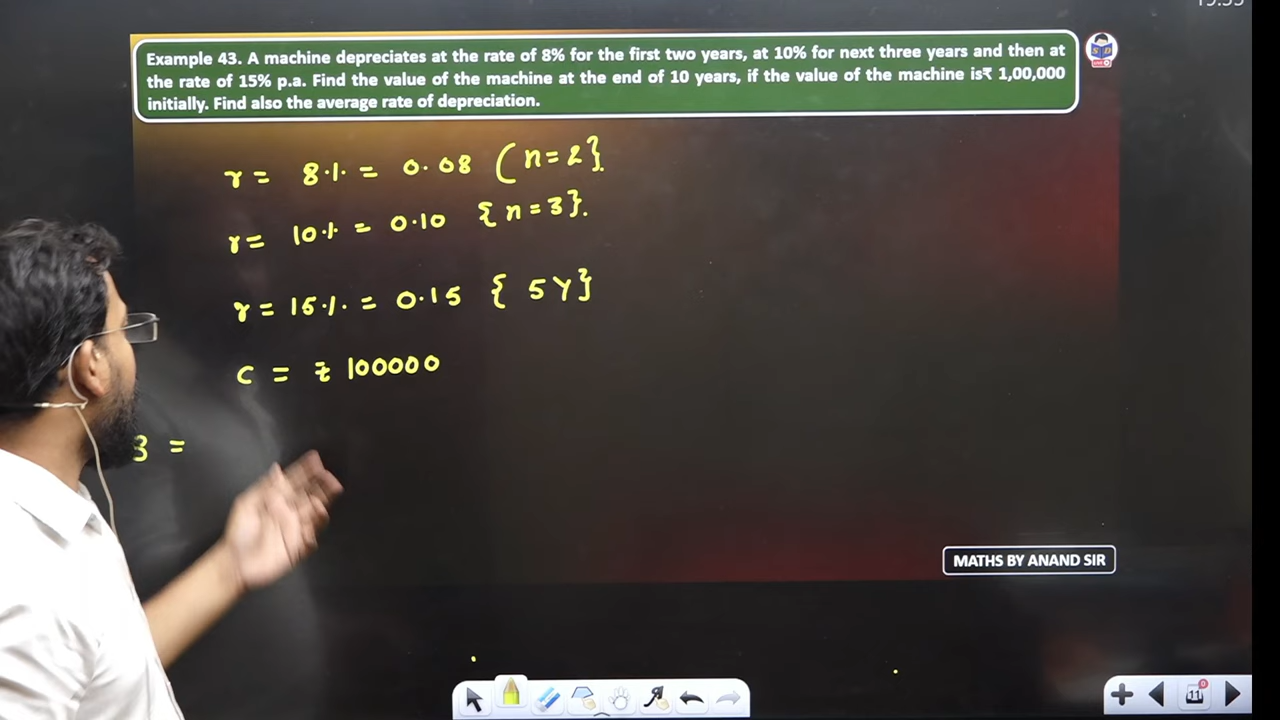 Example 43. A machine depreciates at the rate of 8% for the first two years, at 10% for next three years and then at
the rate of 15% p.a. Find the value of the machine at the end of 10 years, if the value of the machine is₹ 1,00,000
initially. Find also the average rate of depreciation.
r = 8% = 0.08 (n=2}.
r = 10% = 0.10 {n=3}.
r = 15% = 0.15 { 5Y}
C = ₹ 100000
=
MATHS BY ANAND SIR
11